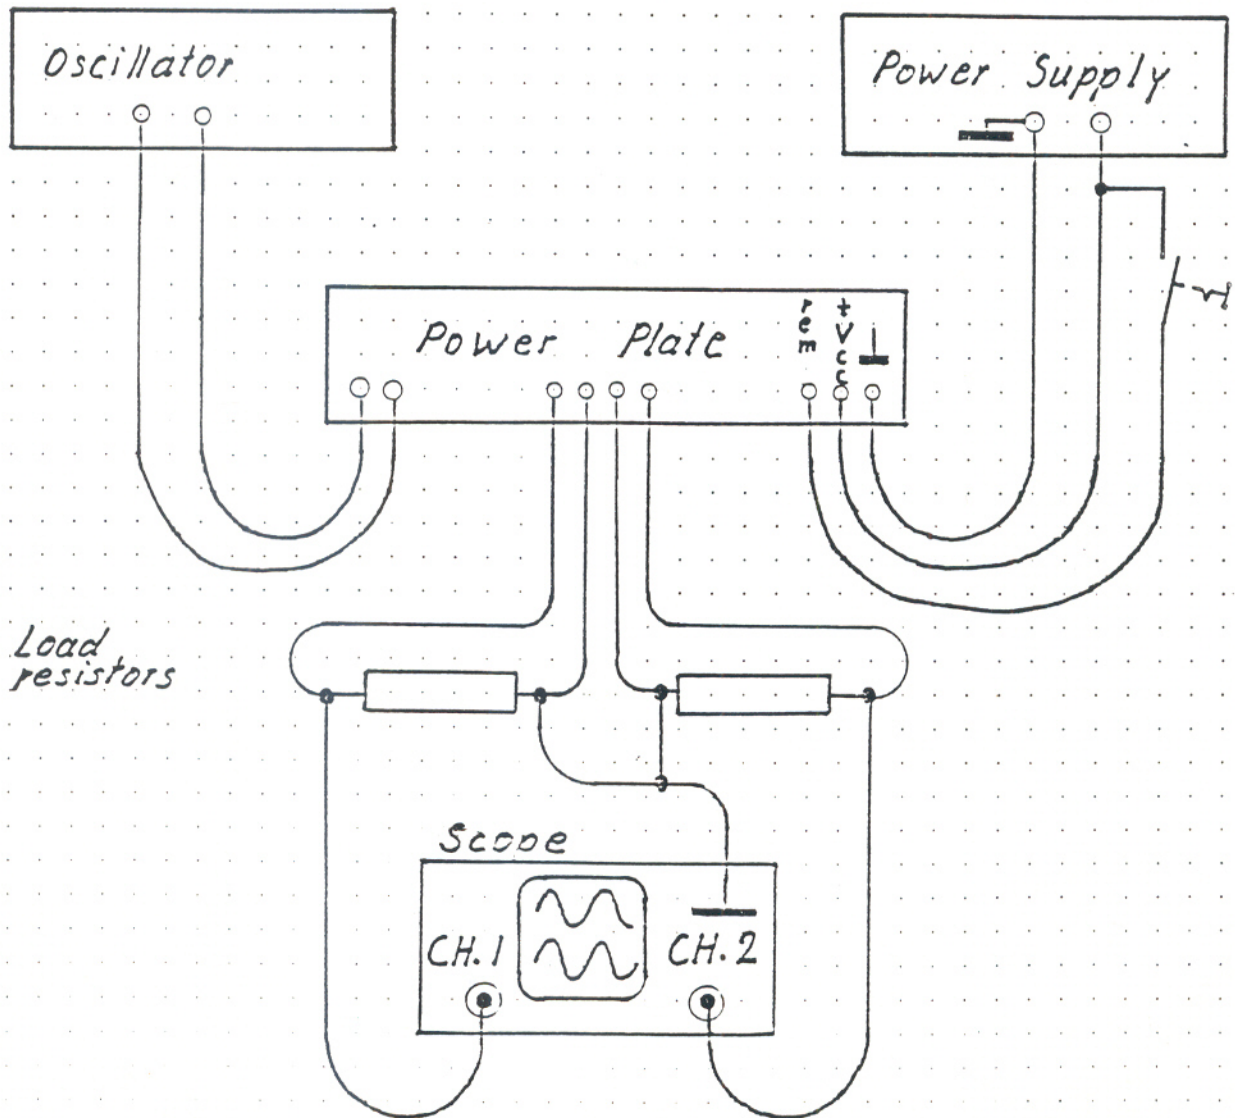 Oscillator
Power Supply
Power Plate
rem
+Vcc
Load
resistors
Scope
CH.1
CH.2